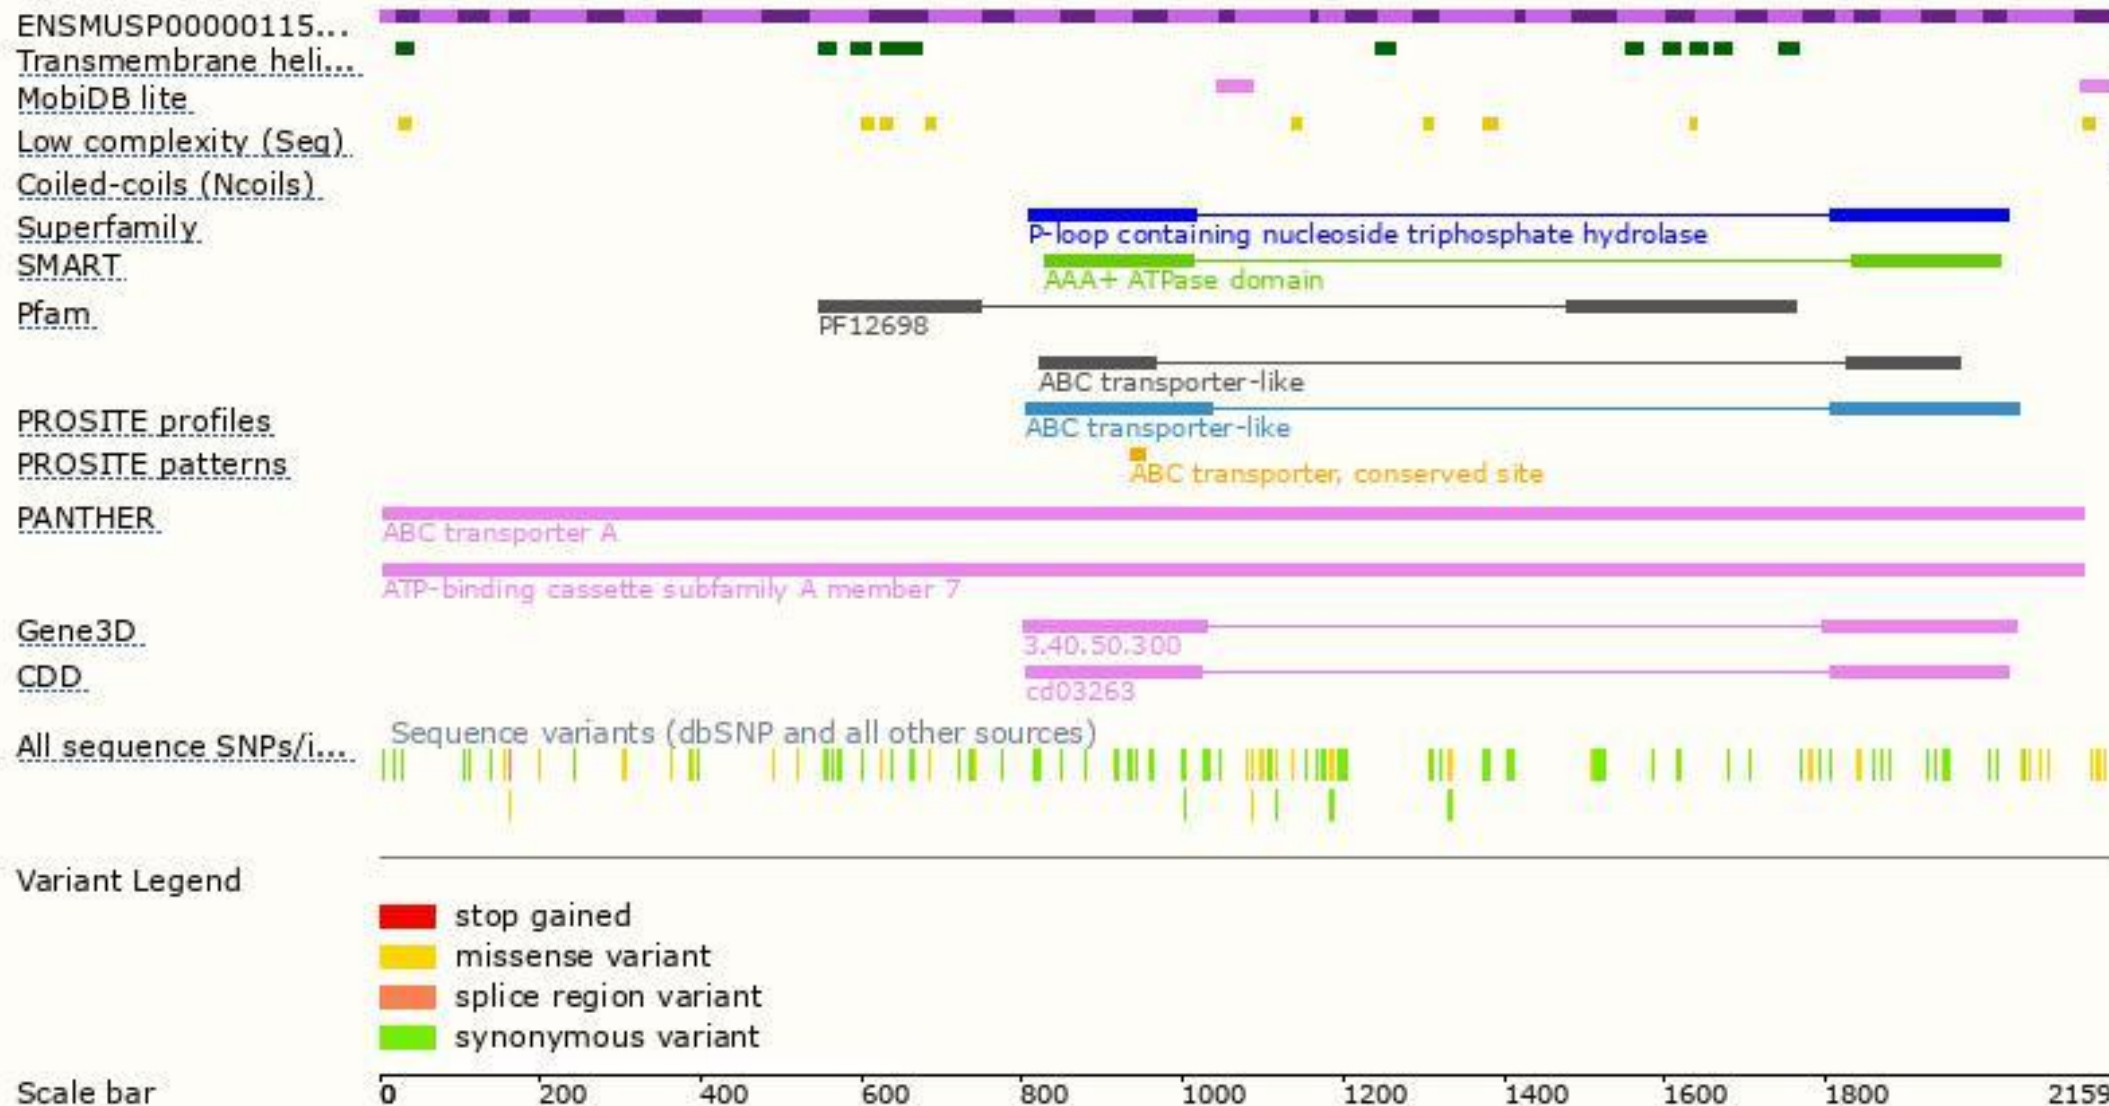 ENSMUSP00000115...
Transmembrane heli...
MobiDB lite
Low complexity (Seg)
Coiled-coils (Ncoils)
Superfamily
P-loop containing nucleoside triphosphate hydrolase
SMART
AAA+ ATPase domain
Pfam
PF12698
ABC transporter-like
PROSITE profiles
ABC transporter-like
PROSITE patterns
ABC transporter, conserved site
PANTHER
ABC transporter A
ATP-binding cassette subfamily A member 7
Gene3D
3.40.50.300
CDD
cd03263
Sequence variants (dbSNP and all other sources)
All sequence SNPs/i...
Variant Legend
stop gained
missense variant
splice region variant
synonymous variant
Scale bar 0 200 400 600 800 1000 1200 1400 1600 1800 2159